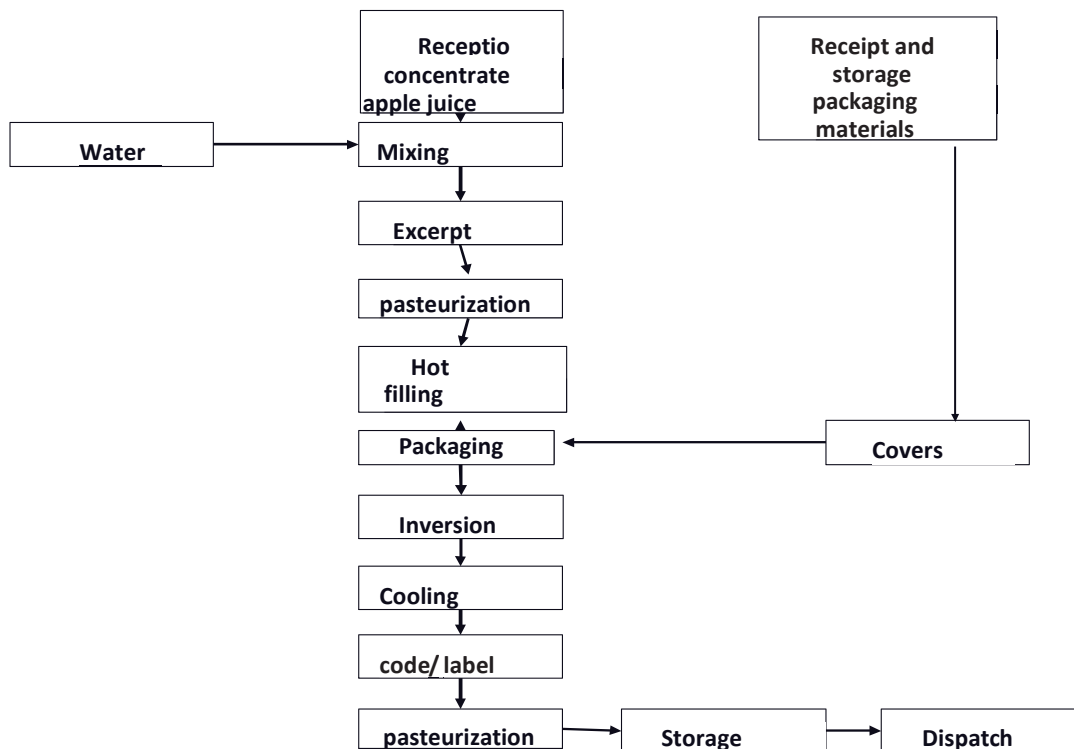 Receptio
concentrate
apple juice
Receipt and
storage
packaging
materials
Water
Mixing
Excerpt
pasteurization
Hot
filling
Packaging
Covers
Inversion
Cooling
code/ label
pasteurization
Storage
Dispatch